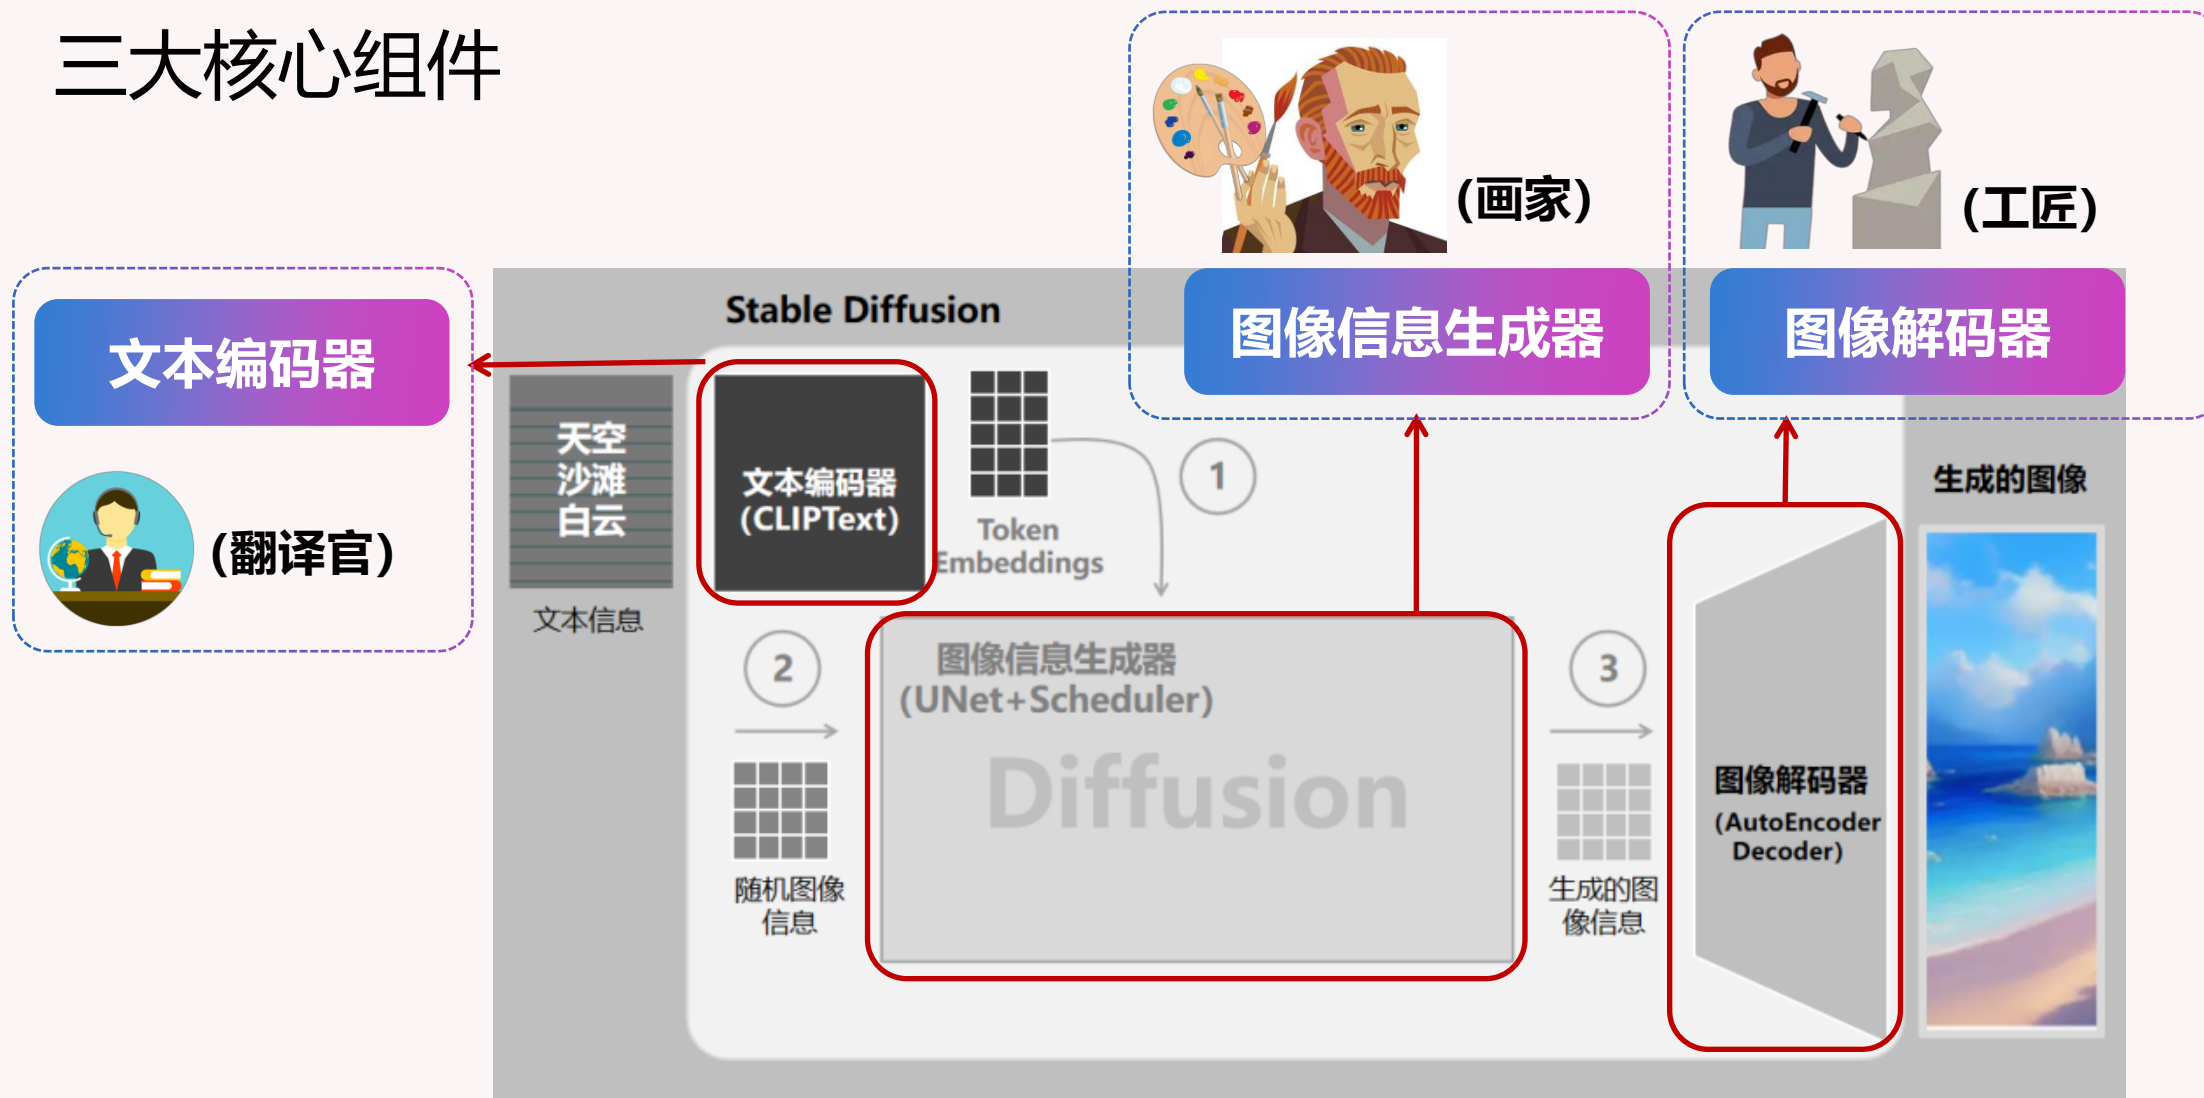 三大核心组件
(画家)
(工匠)
文本编码器
(翻译官)
Stable Diffusion
图像信息生成器
图像解码器
天空
沙滩
白云
文本信息
文本编码器
(CLIPText)
Token
Embeddings
1
2
随机图像
信息
图像信息生成器
(UNet+Scheduler)
Diffusion
3
生成的图
像信息
图像解码器
(AutoEncoder
Decoder)
生成的图像